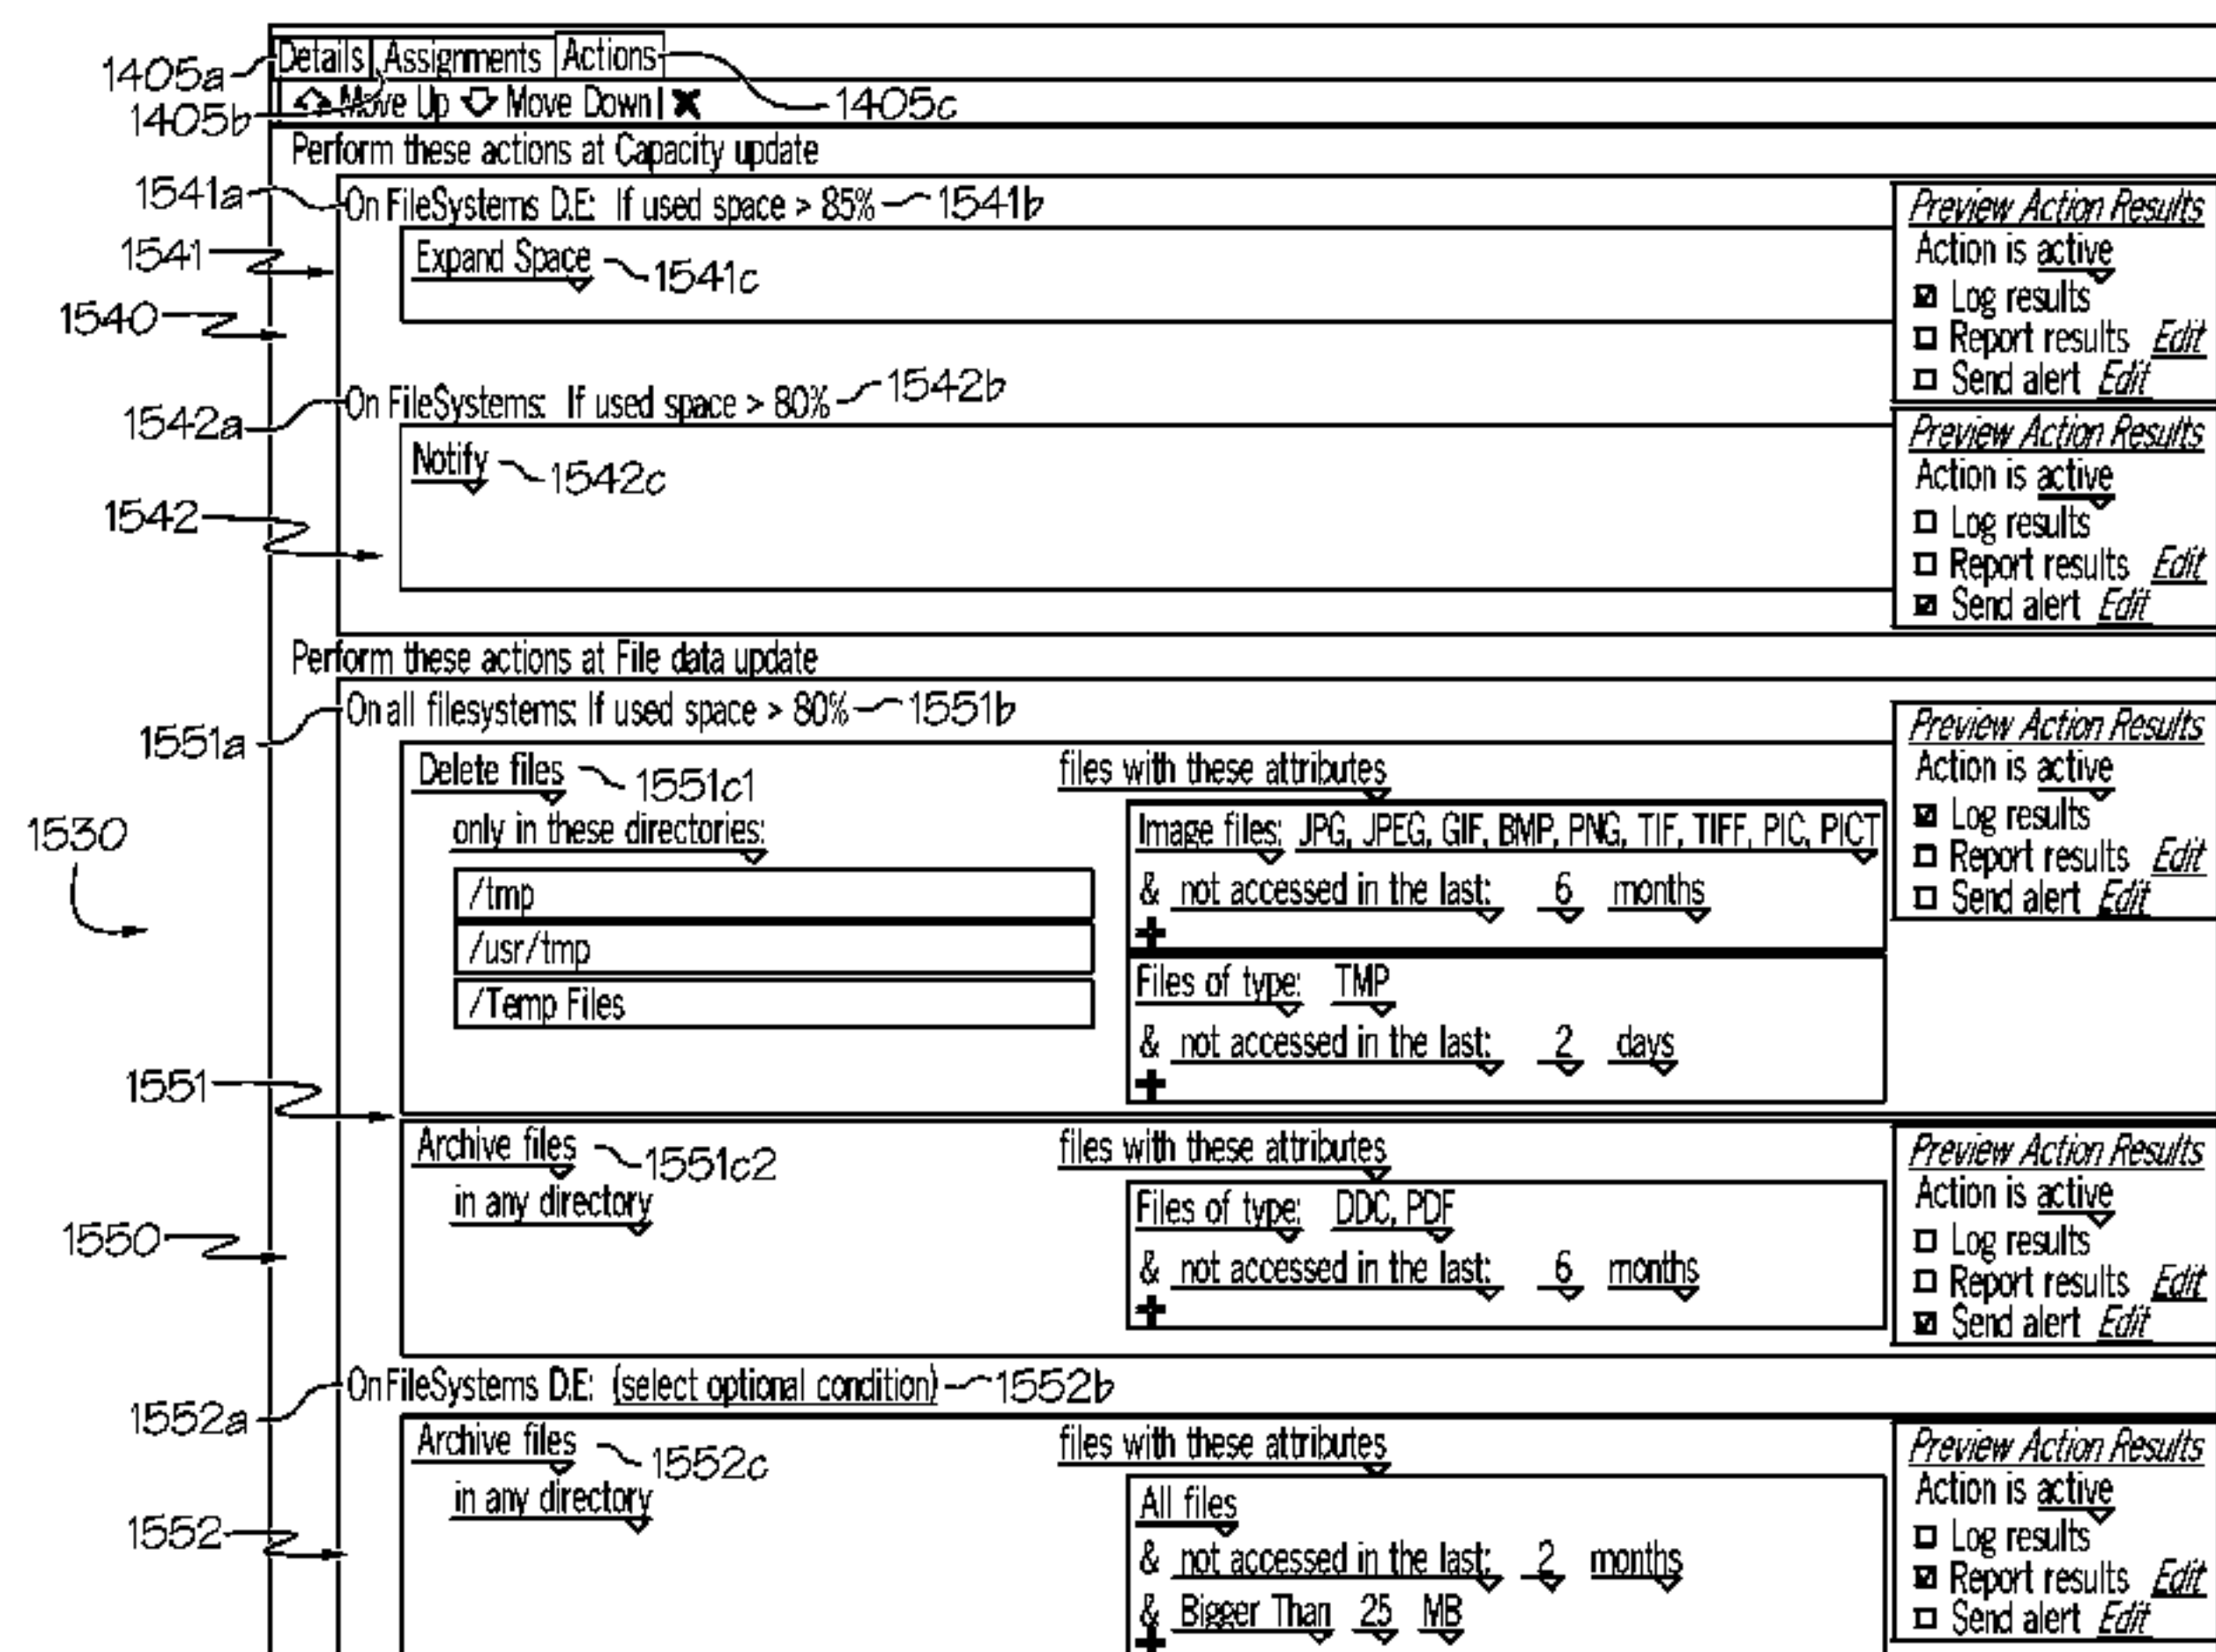 1405a Details Assignments Actions
1405b Move Up Move Down | 1405c
Perform these actions at Capacity update
1541a On FileSystems D.E: If used space > 85% 1541b
1541 Expand Space 1541c
1540
Preview Action Results
Action is active
Log results
Report results Edit
Send alert Edit
1542a On FileSystems: If used space > 80% 1542b
Notify 1542c
1542
Preview Action Results
Action is active
Log results
Report results Edit
Send alert Edit
Perform these actions at File data update
1551a On all filesystems: If used space > 80% 1551b
1530
Delete files 1551c1
only in these directories:
/tmp
/usr/tmp
/Temp Files
files with these attributes
Image files: JPG, JPEG, GIF, BMP, PNG, TIF, TIFF, PIC, PICT
& not accessed in the last: 6 months
+
Files of type: TMP
& not accessed in the last: 2 days
+
Preview Action Results
Action is active
Log results
Report results Edit
Send alert Edit
1551
Archive files 1551c2
in any directory
1550
files with these attributes
Files of type: DDC, PDF
& not accessed in the last: 6 months
+
Preview Action Results
Action is active
Log results
Report results Edit
Send alert Edit
1552a On FileSystems D.E: (select optional condition) 1552b
Archive files 1552c
in any directory
1552
files with these attributes
All files
& not accessed in the last: 2 months
& Bigger Than 25 MB
+
Preview Action Results
Action is active
Log results
Report results Edit
Send alert Edit